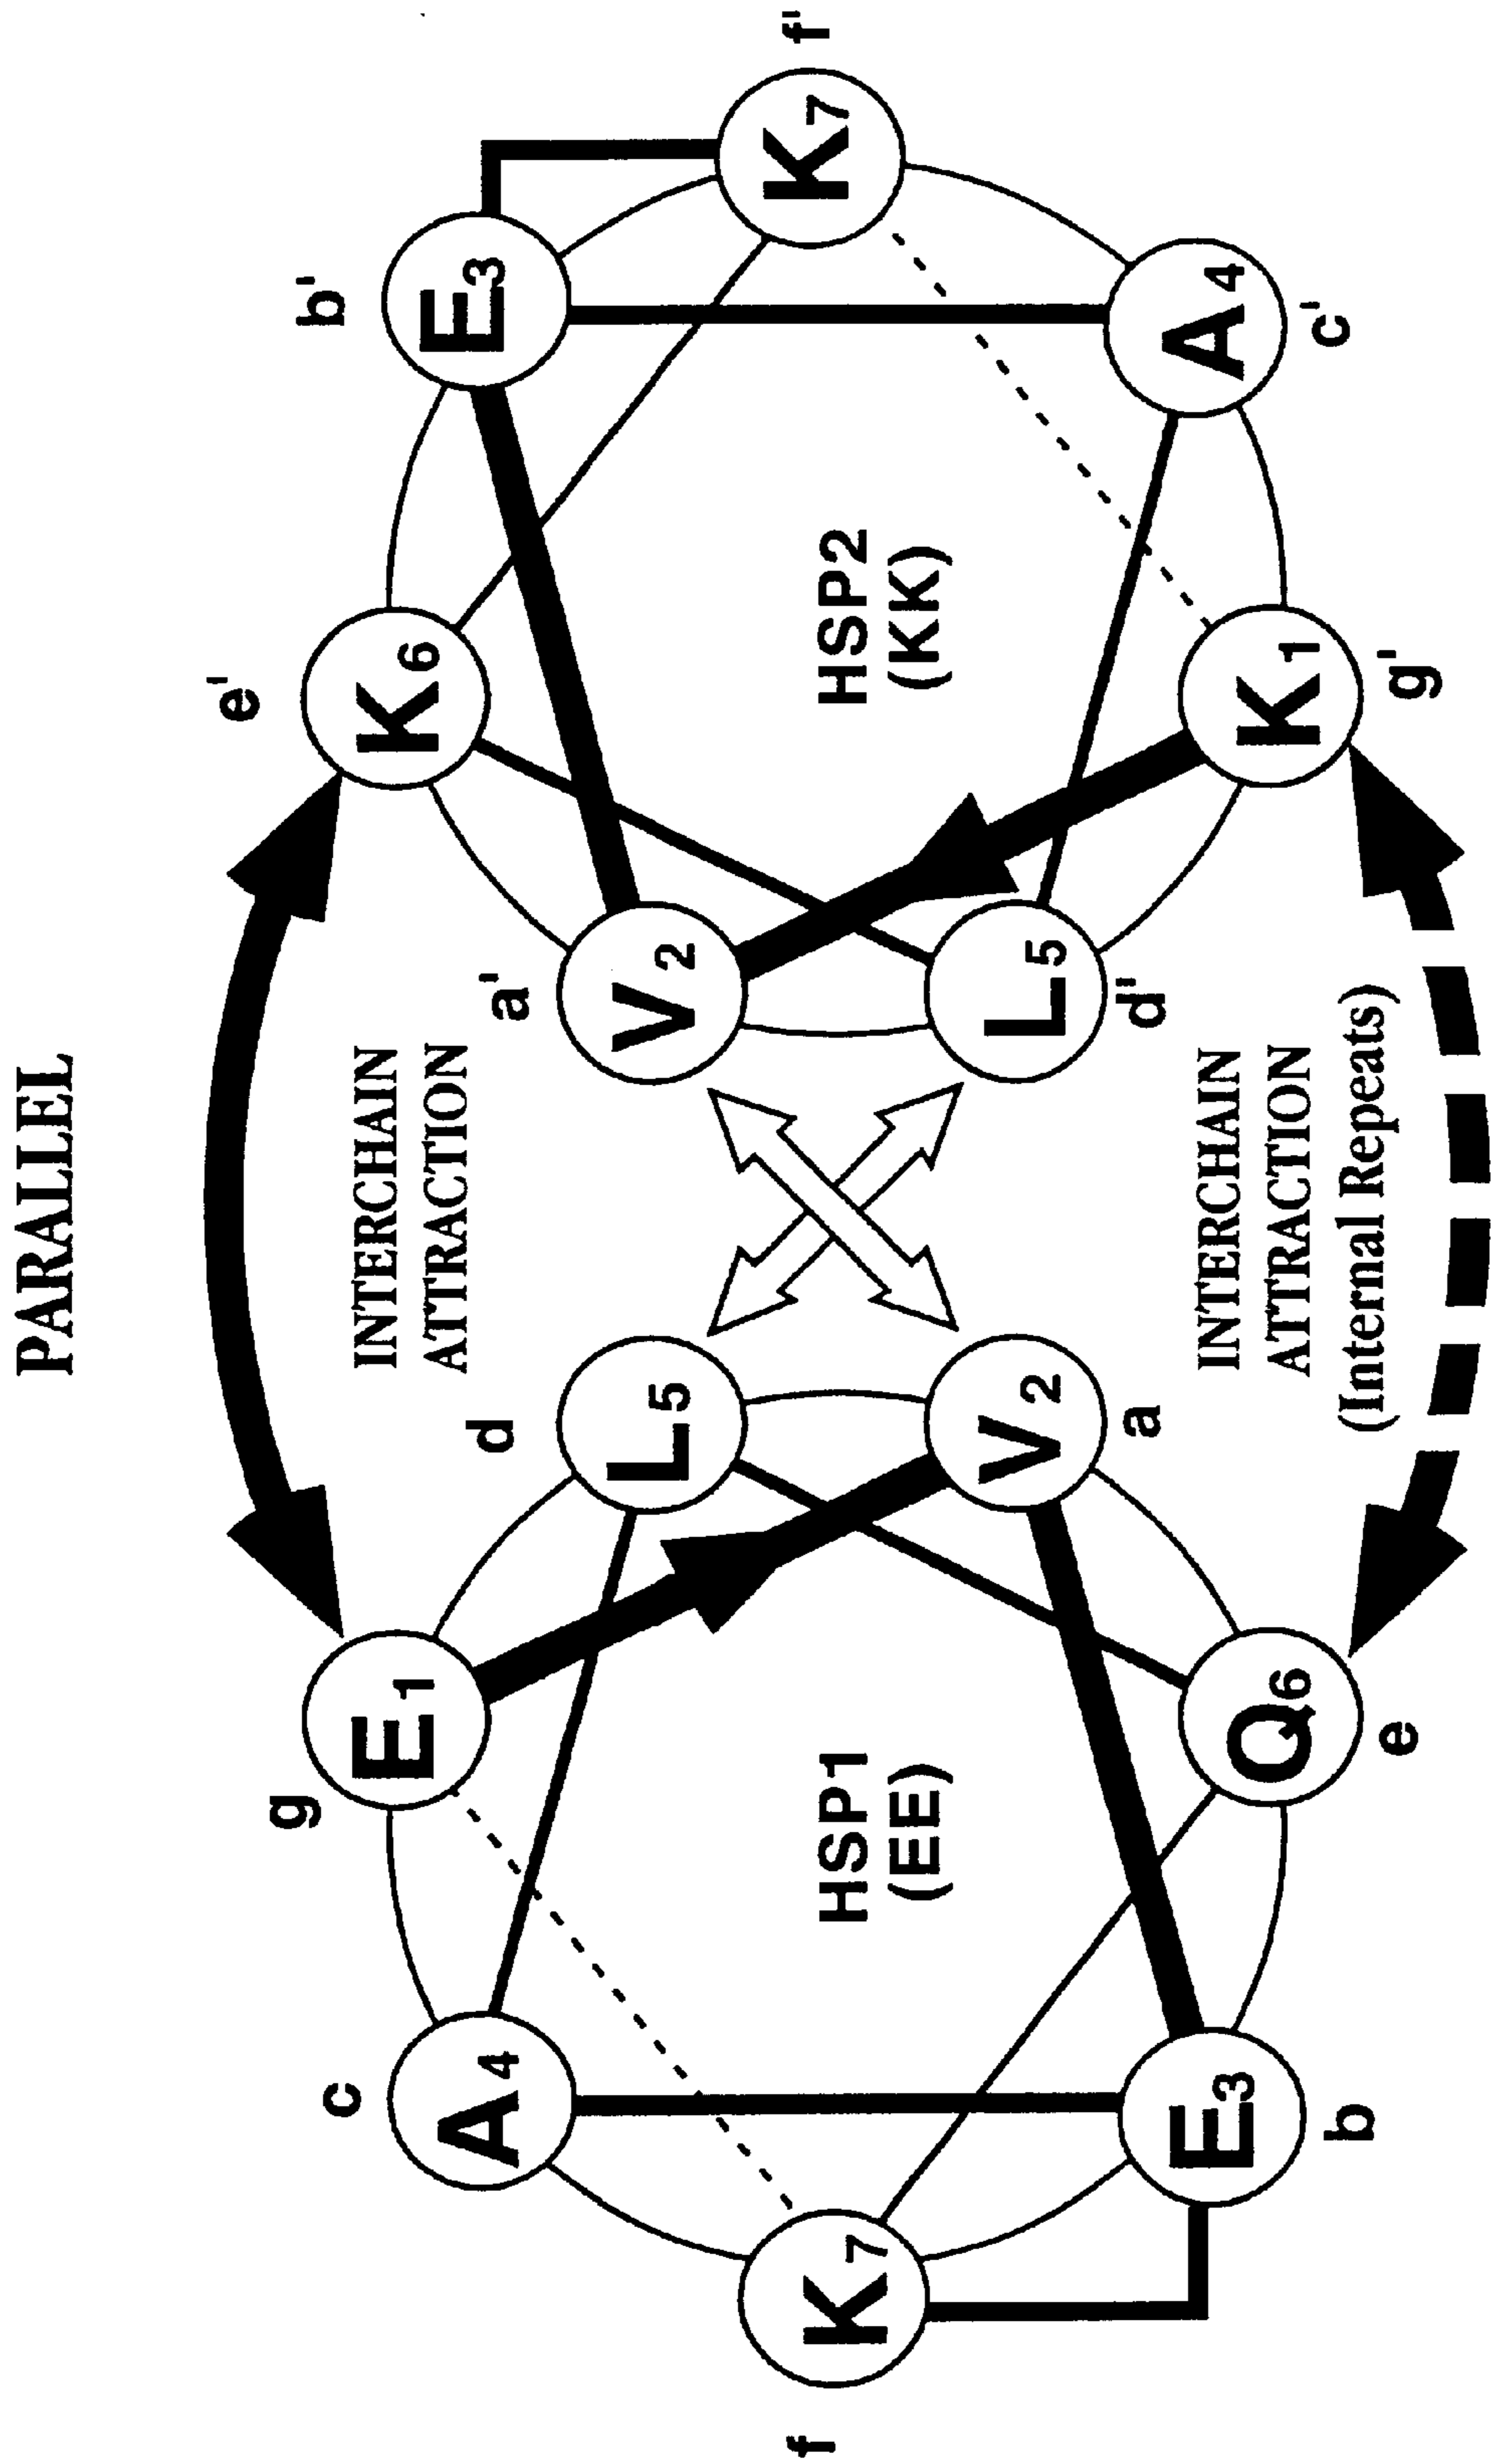 PARALLEL
INTERCHAIN
ATTRACTION
g
E1
d
L5
a'
V2
e'
K6
b'
E3
c
A4
f
K7
HSP1
(EE)
HSP2
(KK)
K7
f'
b
E3
e
Q6
a
V2
d'
L5
g'
K1
c'
A4
INTERCHAIN
ATTRACTION
(Internal Repeats)